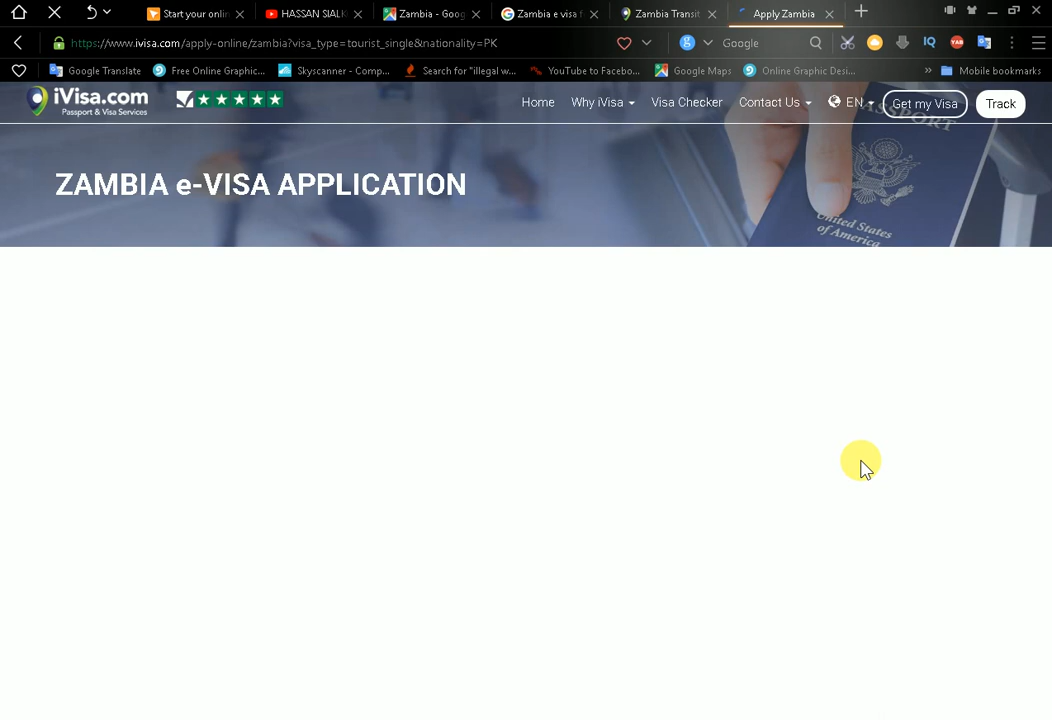 Start your onlin
HASSAN SIALK
Zambia - Goog
Zambia e visa f
Zambia Transit
Apply Zambia
https://www.ivisa.com/apply-online/zambia?visa_type=tourist_single&nationality=PK
g
Google
IQ
Google Translate
Free Online Graphic...
Skyscanner - Comp...
Search for "illegal w...
YouTube to Facebo...
Google Maps
Online Graphic Desi...
»
Mobile bookmarks
iVisa.com
Passport & Visa Services
Home
Why iVisa
Visa Checker
Contact Us
EN
Get my Visa
Track
PASSPORT
ZAMBIA e-VISA APPLICATION
United States
of America